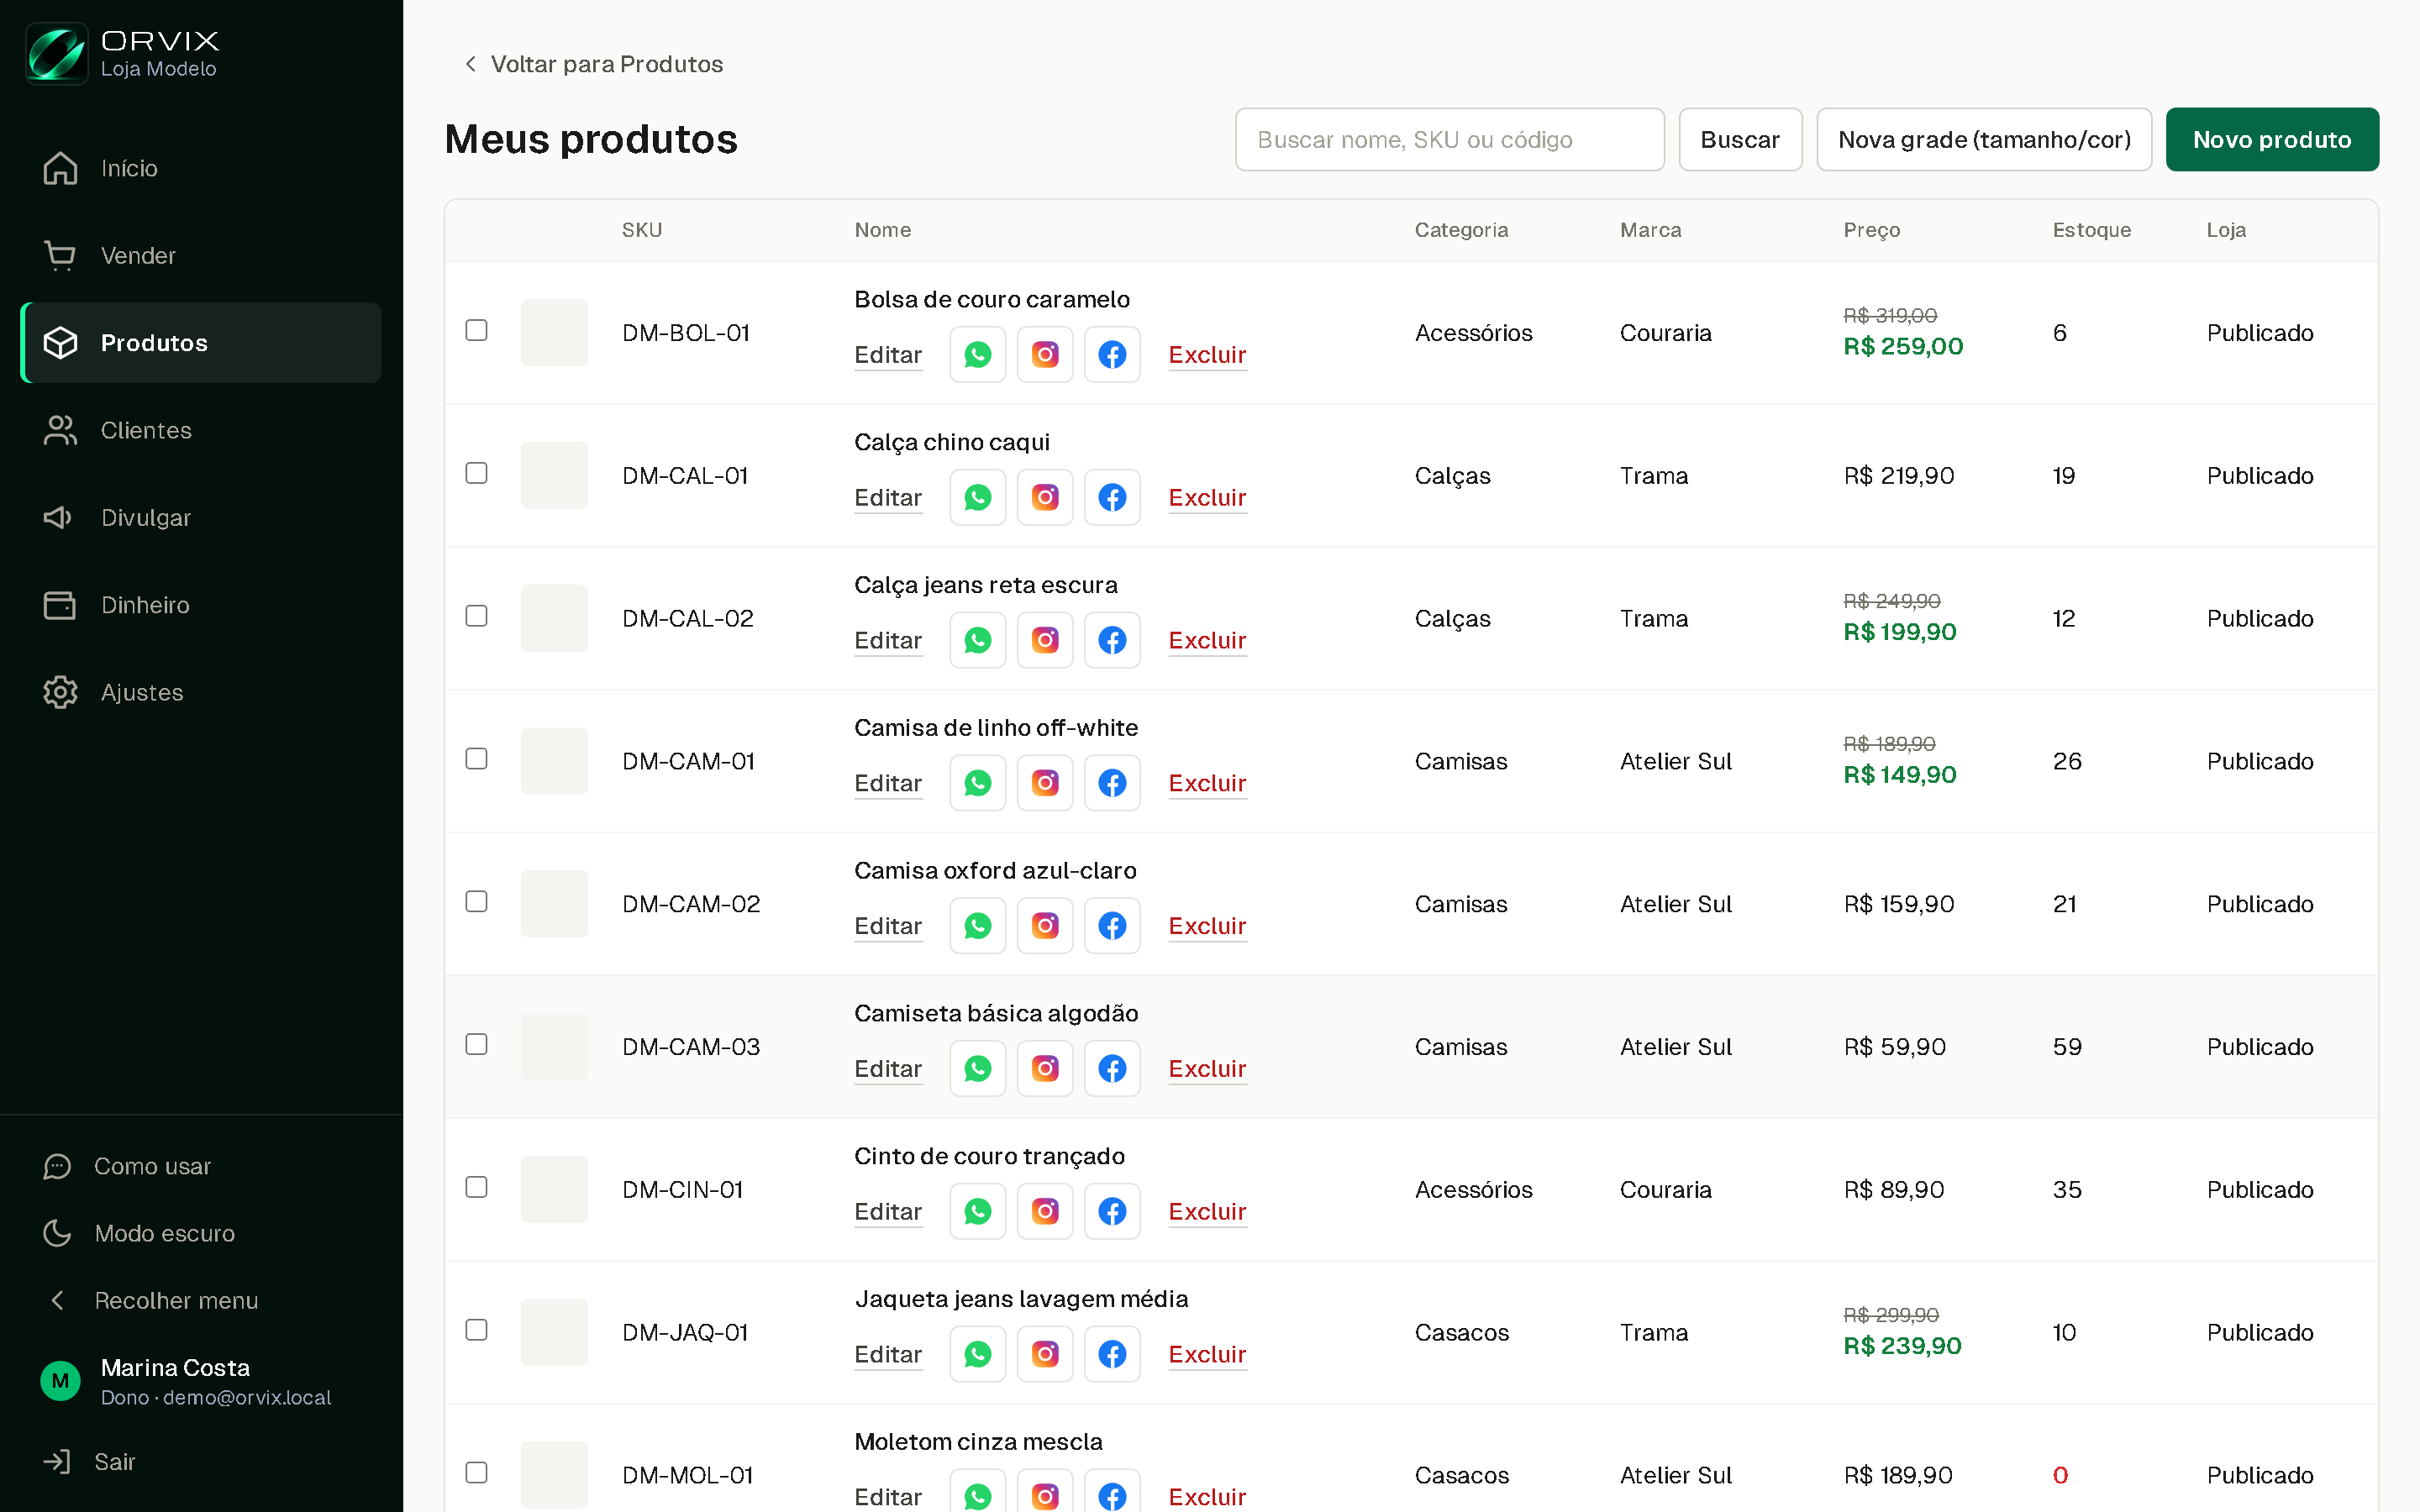 ORVIX
Loja Modelo
Início
Vender
Produtos
Clientes
Divulgar
Dinheiro
Ajustes
Como usar
Modo escuro
Recolher menu
M
Marina Costa
Dono · demo@orvix.local
Sair
Voltar para Produtos
Meus produtos
Buscar nome, SKU ou código
Buscar
Nova grade (tamanho/cor)
Novo produto
SKU Nome Categoria Marca Preço Estoque Loja
Bolsa de couro caramelo
DM-BOL-01 Acessórios Couraria R$ 319,00 R$ 259,00 6 Publicado
Editar Excluir
Calça chino caqui
DM-CAL-01 Calças Trama R$ 219,90 19 Publicado
Editar Excluir
Calça jeans reta escura
DM-CAL-02 Calças Trama R$ 249,90 R$ 199,90 12 Publicado
Editar Excluir
Camisa de linho off-white
DM-CAM-01 Camisas Atelier Sul R$ 189,90 R$ 149,90 26 Publicado
Editar Excluir
Camisa oxford azul-claro
DM-CAM-02 Camisas Atelier Sul R$ 159,90 21 Publicado
Editar Excluir
Camiseta básica algodão
DM-CAM-03 Camisas Atelier Sul R$ 59,90 59 Publicado
Editar Excluir
Cinto de couro trançado
DM-CIN-01 Acessórios Couraria R$ 89,90 35 Publicado
Editar Excluir
Jaqueta jeans lavagem média
DM-JAQ-01 Casacos Trama R$ 299,90 R$ 239,90 10 Publicado
Editar Excluir
Moletom cinza mescla
DM-MOL-01 Casacos Atelier Sul R$ 189,90 0 Publicado
Editar Excluir